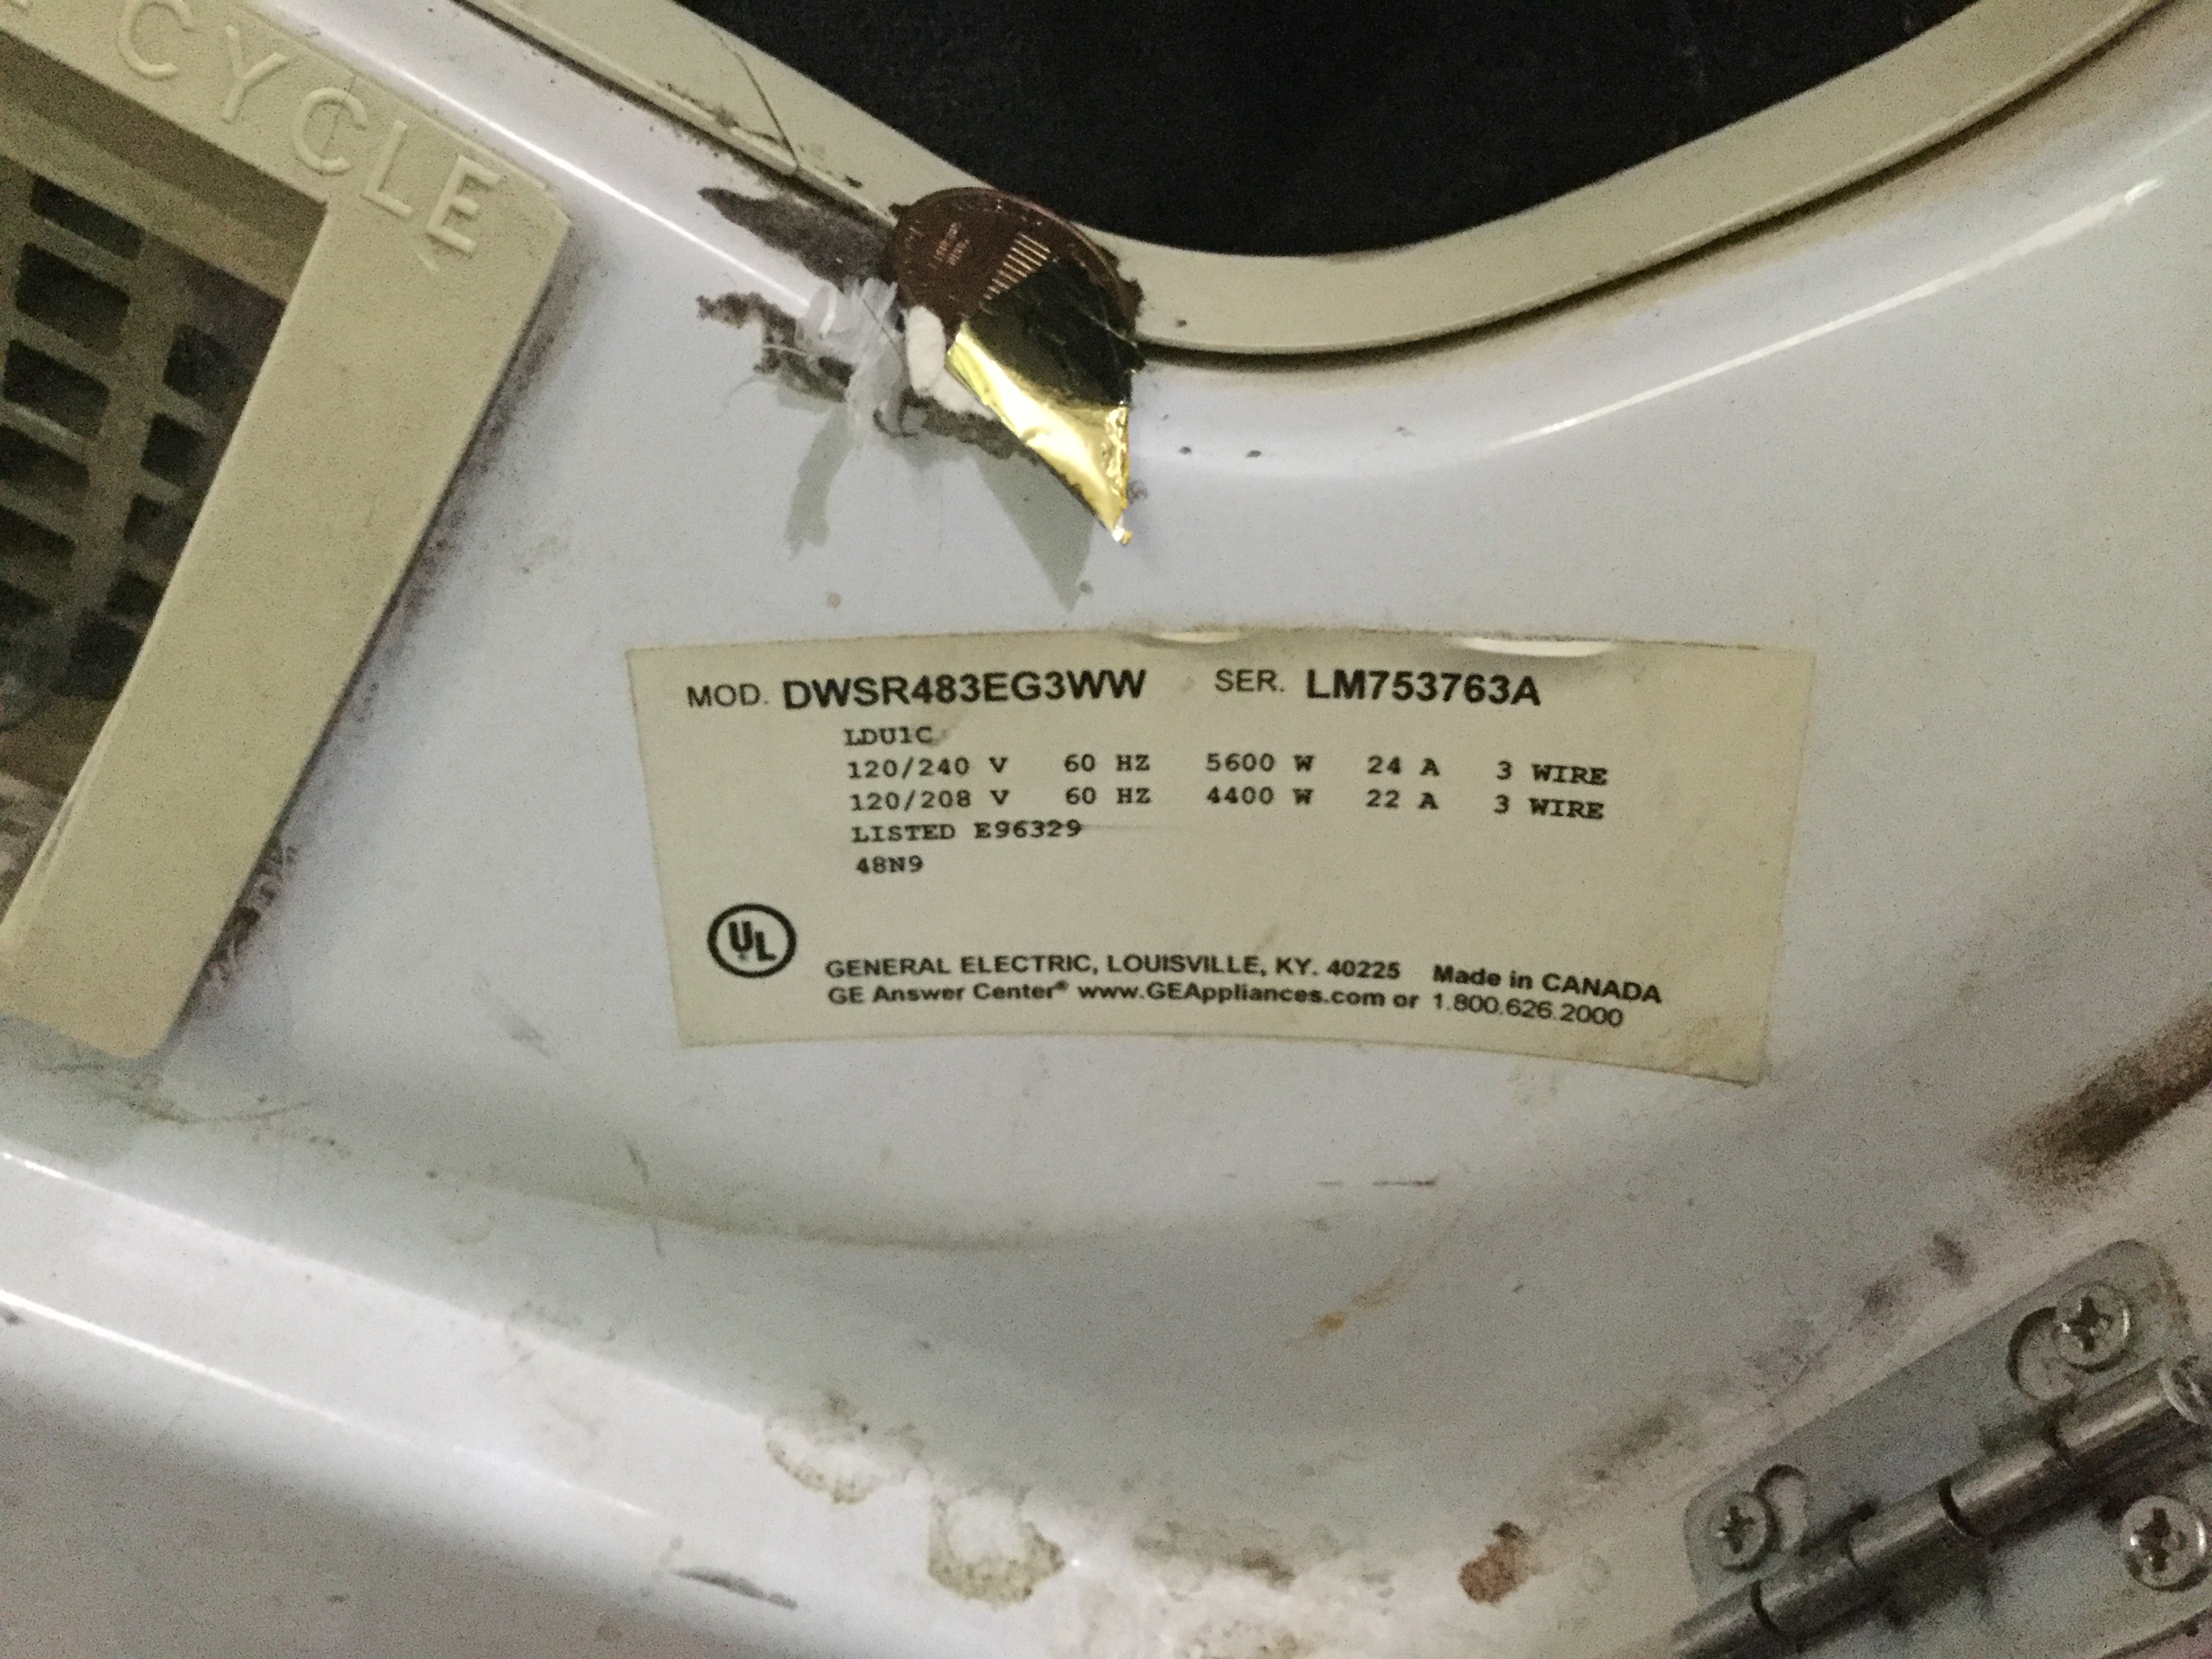 CYCLE
MOD. DWSR483EG3WW SER. LM753763A
LDU1C
120/240 V 60 HZ 5600 W 24 A 3 WIRE
120/208 V 60 HZ 4400 W 22 A 3 WIRE
LISTED E96329
48N9
UL
GENERAL ELECTRIC, LOUISVILLE, KY. 40225 Made in CANADA
GE Answer Center® www.GEAppliances.com or 1.800.626.2000